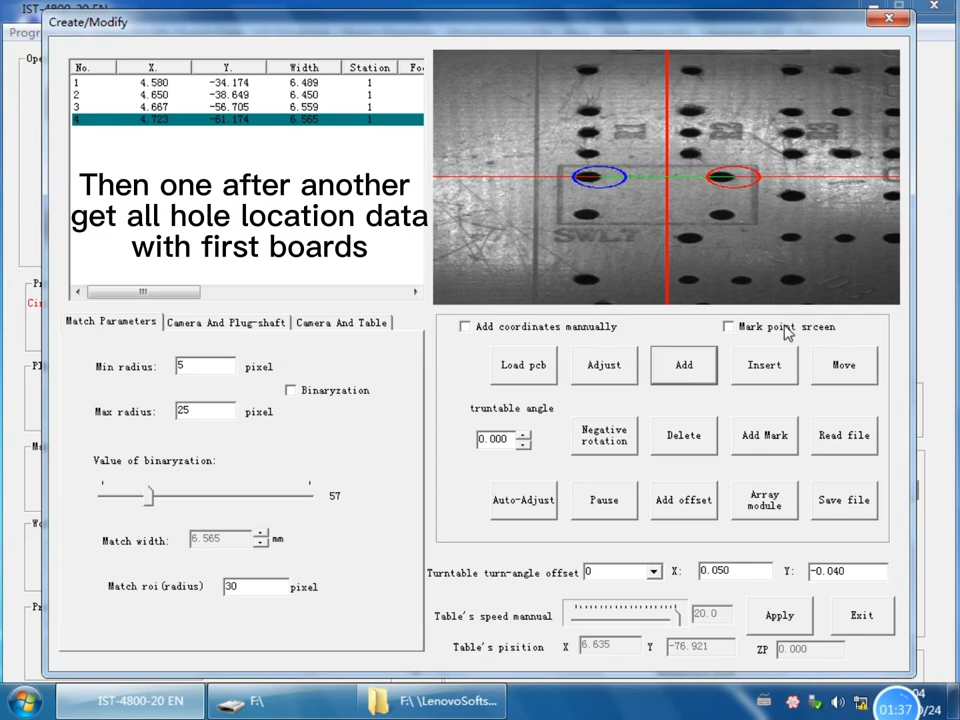 IST-4800-20 EN
Create/Modify
Progr
Ope
No. X. Y. Width Station Foc
1 4.580 -34.174 6.489 1
2 4.650 -38.649 6.450 1
3 4.667 -56.705 6.559 1
4 4.723 -61.174 6.565 1
Then one after another
get all hole location data
with first boards
SWLT
Match Parameters Camera And Plug-shaft Camera And Table
Add coordinates mannually Mark point srceen
Min radius: 5 pixel
Binaryzation
Max radius: 25 pixel
Load pcb Adjust Add Insert Move
truntable angle
0.000
Negative
rotation
Delete Add Mark Read file
Value of binaryzation:
57
Auto-Adjust Pause Add offset
Array
module
Save file
Match width: 6.565 mm
Match roi(radius) 30 pixel
Turntable turn-angle offset 0 X: 0.050 Y: -0.040
Table's speed mannual 20.0 Apply Exit
Table's pisition X 6.635 Y -76.921 ZP 0.000
IST-4800-20 EN F:\ F:\LenovoSofts...
01:37